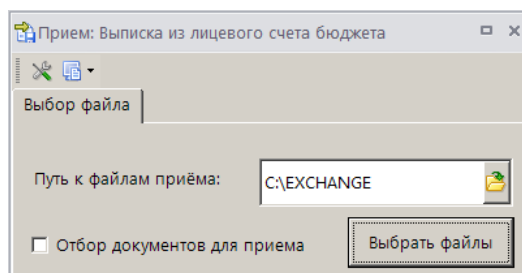 Прием: Выписка из лицевого счета бюджета
Выбор файла
Путь к файлам приёма: C:\EXCHANGE
Отбор документов для приема Выбрать файлы